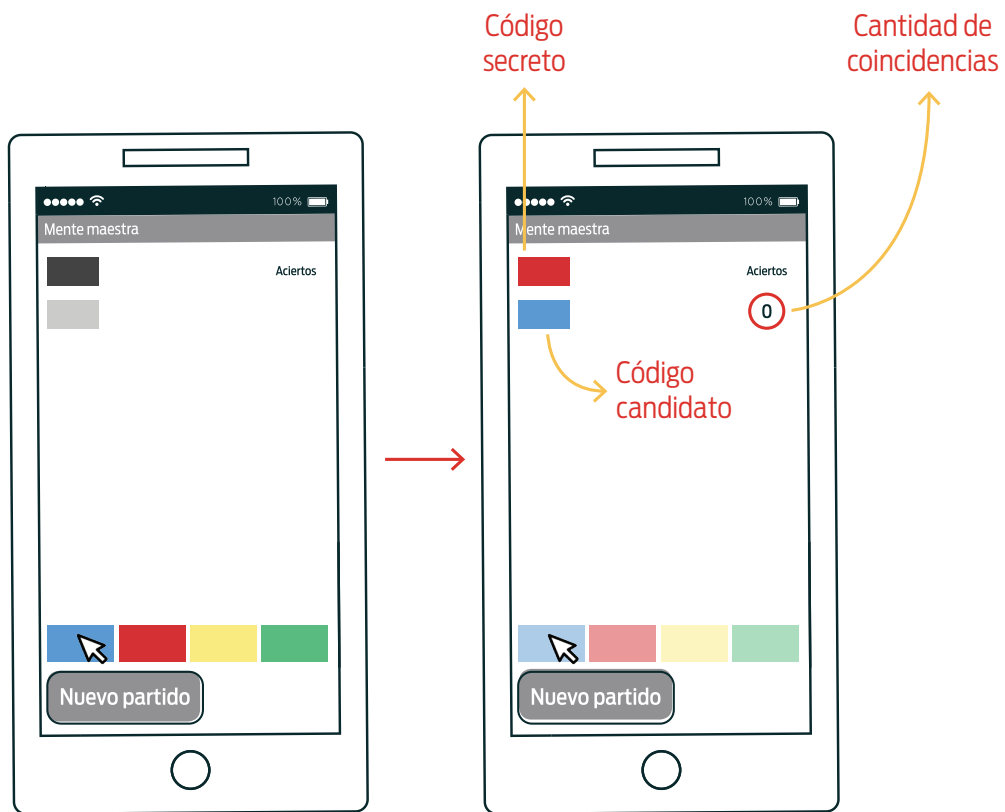 Código
secreto
Cantidad de
coincidencias
100%
Mente maestra
Aciertos
Nuevo partido
100%
Mente maestra
Aciertos
0
Código
candidato
Nuevo partido